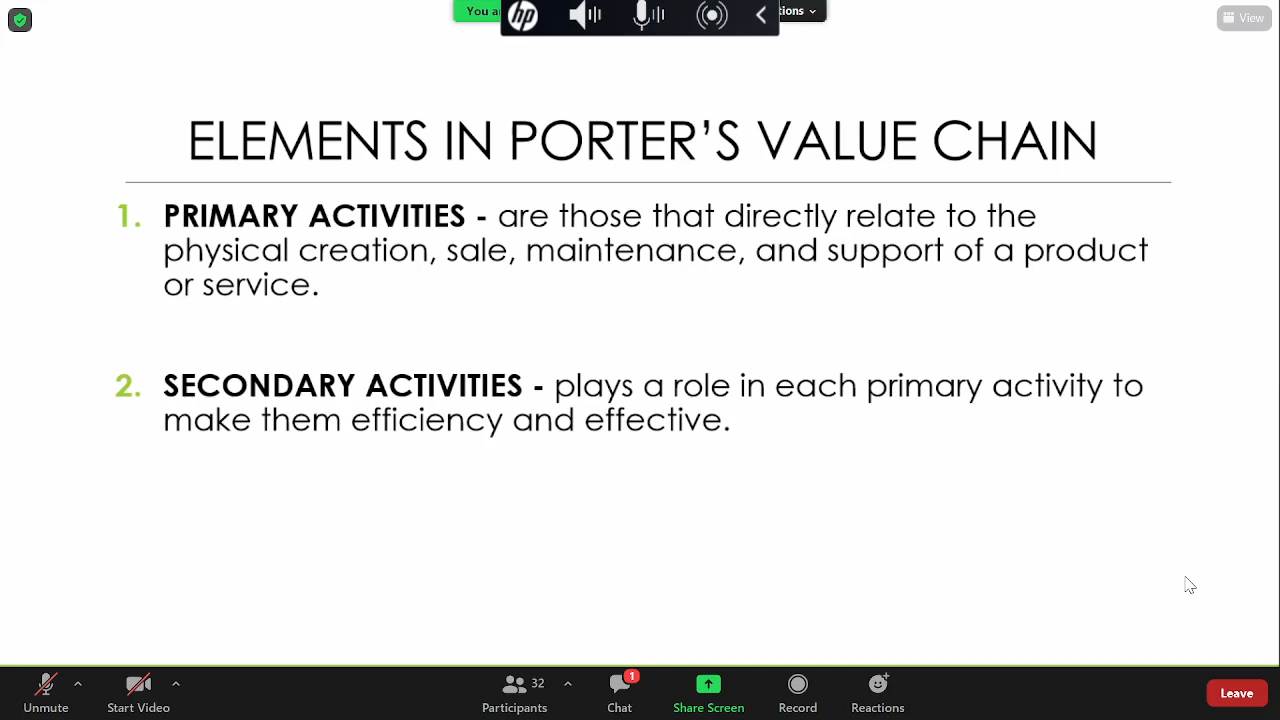 You a
hp
ions
View
ELEMENTS IN PORTER'S VALUE CHAIN
1. PRIMARY ACTIVITIES - are those that directly relate to the
physical creation, sale, maintenance, and support of a product
or service.
2. SECONDARY ACTIVITIES - plays a role in each primary activity to
make them efficiency and effective.
32
1
Unmute
Start Video
Participants
Chat
Share Screen
Record
Reactions
Leave